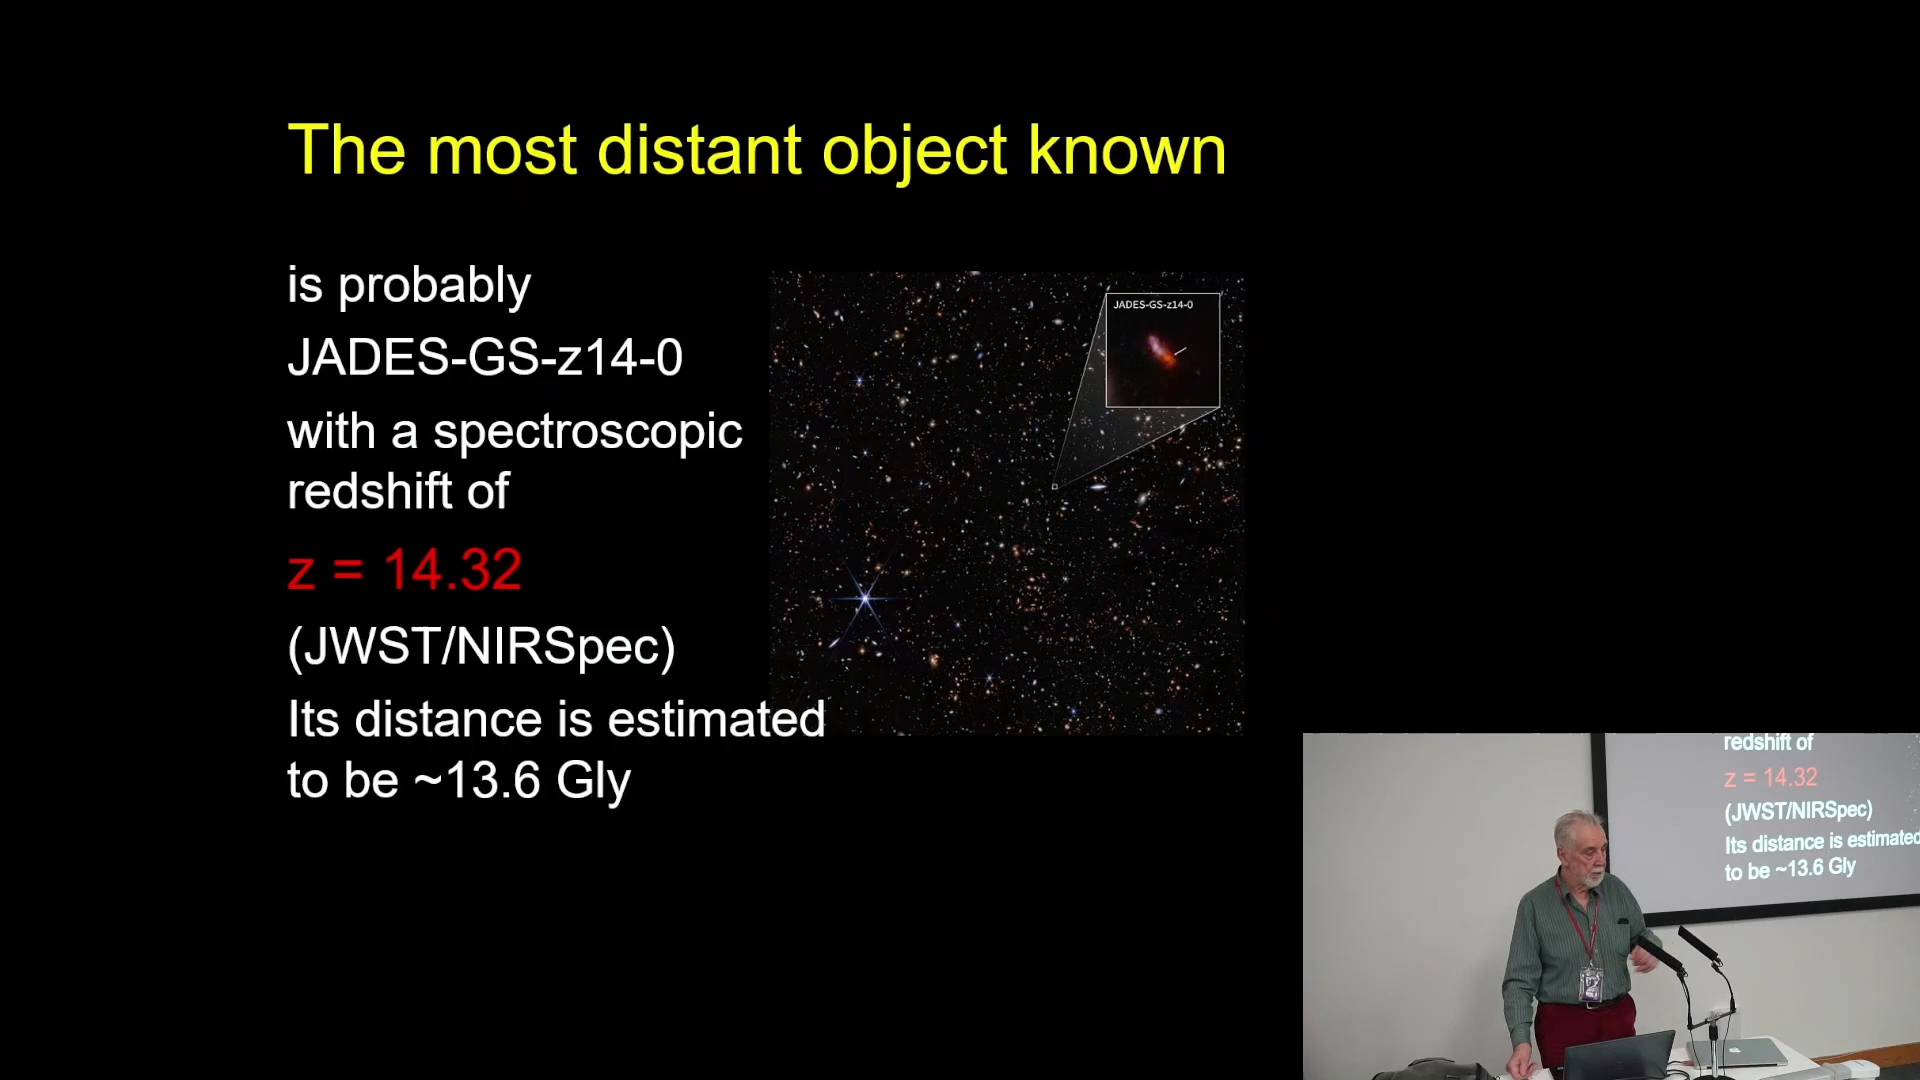 The most distant object known
is probably
JADES-GS-z14-0
with a spectroscopic
redshift of
z = 14.32
(JWST/NIRSpec)
Its distance is estimated
to be ~13.6 Gly
JADES-GS-z14-0
redshift of
z = 14.32
(JWST/NIRSpec)
Its distance is estimated
to be ~13.6 Gly